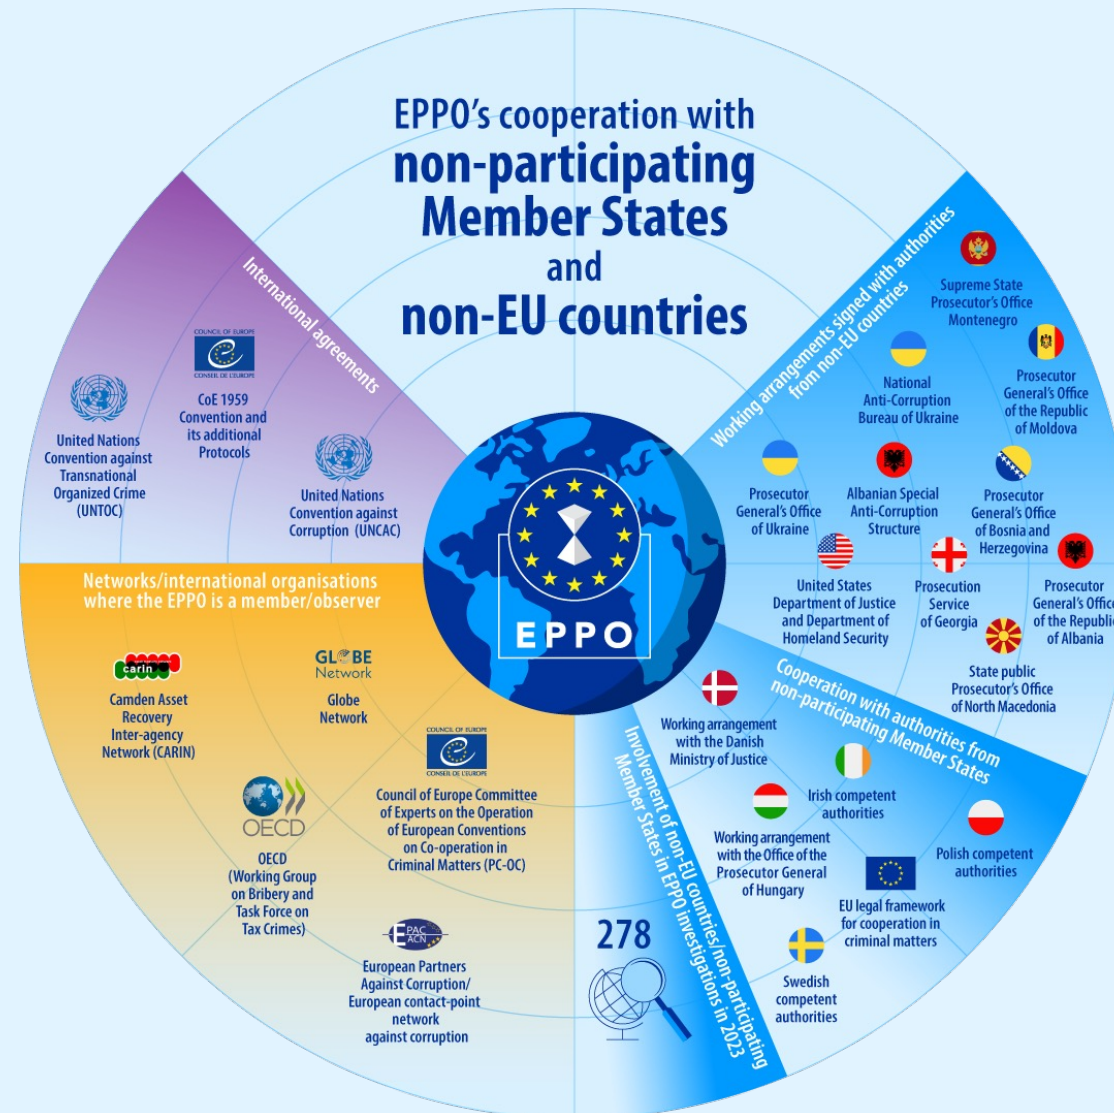 EPPO's cooperation with
non-participating
Member States
and
non-EU countries
International agreements
United Nations
Convention against
Transnational
Organized Crime
(UNTOC)
COUNCIL OF EUROPE
CONSEIL DE L'EUROPE
CoE 1959
Convention and
its additional
Protocols
United Nations
Convention against
Corruption (UNCAC)
Working arrangements signed with authorities
from non-EU countries
Supreme State
Prosecutor's Office
Montenegro
National
Anti-Corruption
Bureau of Ukraine
Prosecutor
General's Office
of the Republic
of Moldova
Prosecutor
General's Office
of Ukraine
Albanian Special
Anti-Corruption
Structure
Prosecutor
General's Office
of Bosnia and
Herzegovina
United States
Department of Justice
and Department of
Homeland Security
Prosecution
Service
of Georgia
Prosecutor
General's Office
of the Republic
of Albania
State public
Prosecutor's Office
of North Macedonia
EPPO
Networks/international organisations
where the EPPO is a member/observer
carin
Camden Asset
Recovery
Inter-agency
Network (CARIN)
GLOBE
Network
Globe
Network
COUNCIL OF EUROPE
CONSEIL DE L'EUROPE
Council of Europe Committee
of Experts on the Operation
of European Conventions
on Co-operation in
Criminal Matters (PC-OC)
OECD
OECD
(Working Group
on Bribery and
Task Force on
Tax Crimes)
EPAC
ACN
European Partners
Against Corruption/
European contact-point
network
against corruption
Involvement of non-EU countries/non-participating
Member States in EPPO investigations in 2023
278
Cooperation with authorities from
non-participating Member States
Working arrangement
with the Danish
Ministry of Justice
Irish competent
authorities
Working arrangement
with the Office of the
Prosecutor General
of Hungary
Polish competent
authorities
EU legal framework
for cooperation in
criminal matters
Swedish
competent
authorities